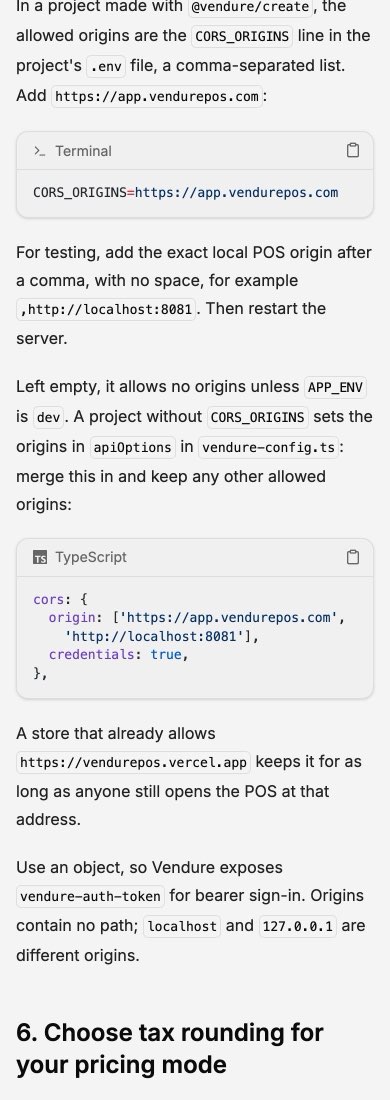 In a project made with @vendure/create, the
allowed origins are the CORS_ORIGINS line in the
project's .env file, a comma-separated list.
Add https://app.vendurepos.com:
Terminal
CORS_ORIGINS=https://app.vendurepos.com
For testing, add the exact local POS origin after
a comma, with no space, for example
,http://localhost:8081. Then restart the
server.
Left empty, it allows no origins unless APP_ENV
is dev. A project without CORS_ORIGINS sets the
origins in apiOptions in vendure-config.ts:
merge this in and keep any other allowed
origins:
TS TypeScript
cors: {
  origin: ['https://app.vendurepos.com',
    'http://localhost:8081'],
  credentials: true,
},
A store that already allows
https://vendurepos.vercel.app keeps it for as
long as anyone still opens the POS at that
address.
Use an object, so Vendure exposes
vendure-auth-token for bearer sign-in. Origins
contain no path; localhost and 127.0.0.1 are
different origins.
6. Choose tax rounding for
your pricing mode